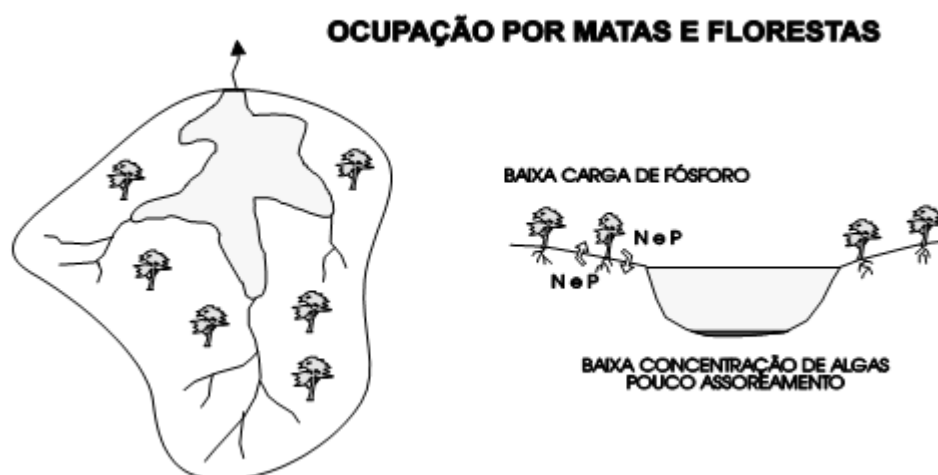 OCUPAÇÃO POR MATAS E FLORESTAS
BAIXA CARGA DE FÓSFORO
N e P
N e P
BAIXA CONCENTRAÇÃO DE ALGAS
POUCO ASSOREAMENTO